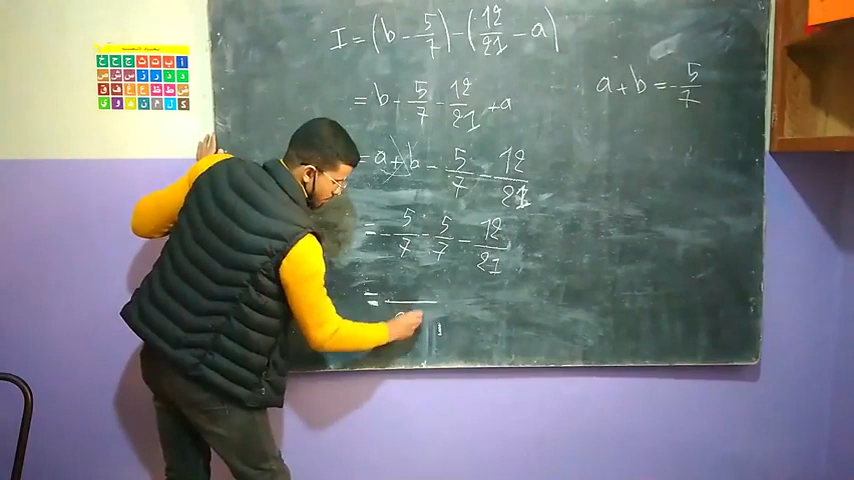 I = (b - 5/7) - (12/21 - a)
= b - 5/7 - 12/21 + a
a + b = -5/7
= a + b - 5/7 - 12/21
= - 5/7 - 5/7 - 12/21
=